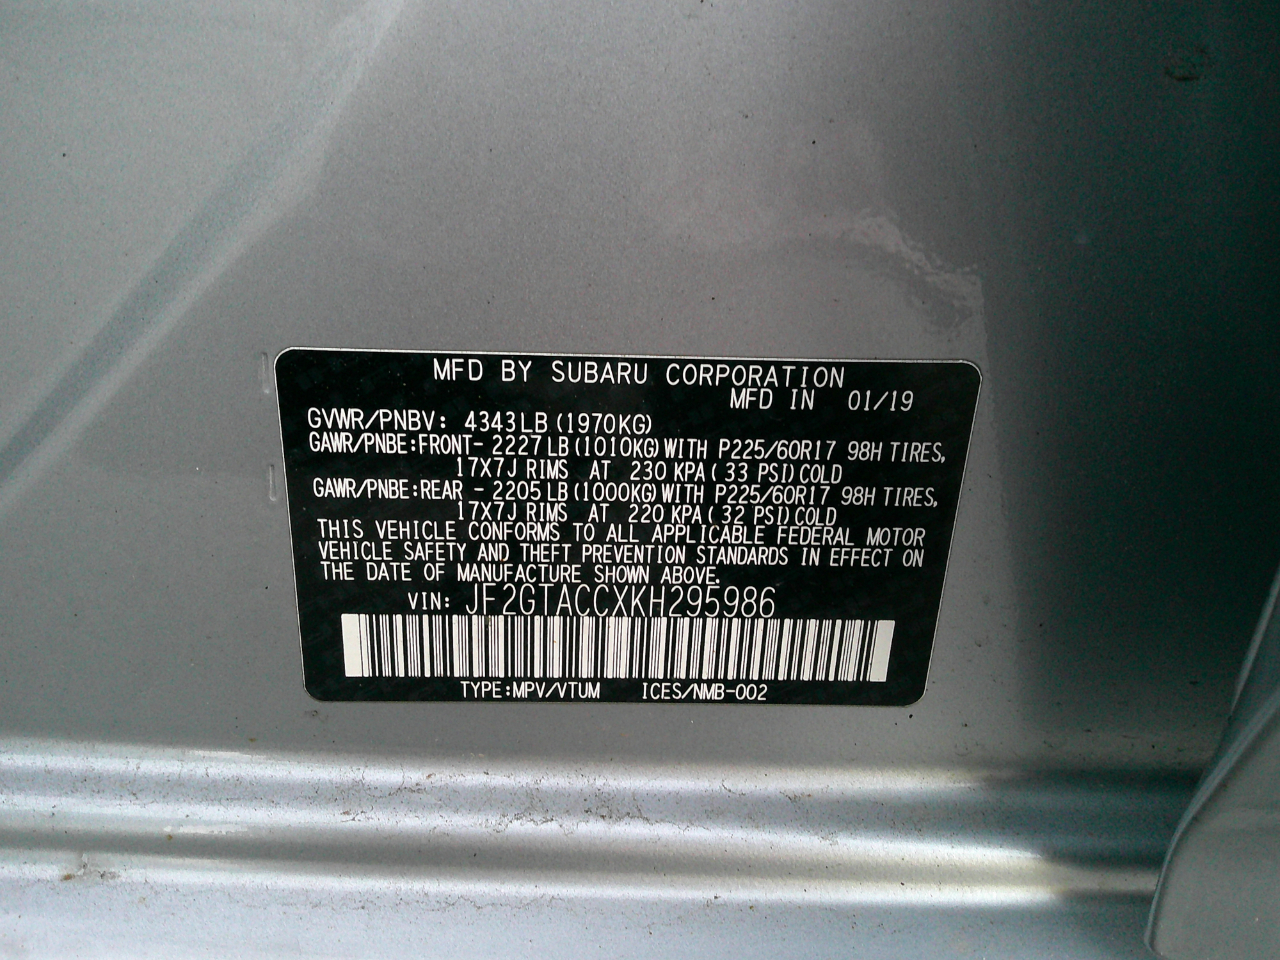 MFD BY SUBARU CORPORATION
MFD IN 01/19
GVWR/PNBV: 4343LB (1970KG)
GAWR/PNBE:FRONT- 2227LB (1010KG) WITH P225/60R17 98H TIRES,
17X7J RIMS AT 230 KPA ( 33 PSI) COLD
GAWR/PNBE:REAR - 2205LB (1000KG) WITH P225/60R17 98H TIRES,
17X7J RIMS AT 220 KPA ( 32 PSI) COLD
THIS VEHICLE CONFORMS TO ALL APPLICABLE FEDERAL MOTOR
VEHICLE SAFETY AND THEFT PREVENTION STANDARDS IN EFFECT ON
THE DATE OF MANUFACTURE SHOWN ABOVE.
VIN: JF2GTACCXKH295986
TYPE:MPV/VTUM ICES/NMB-002